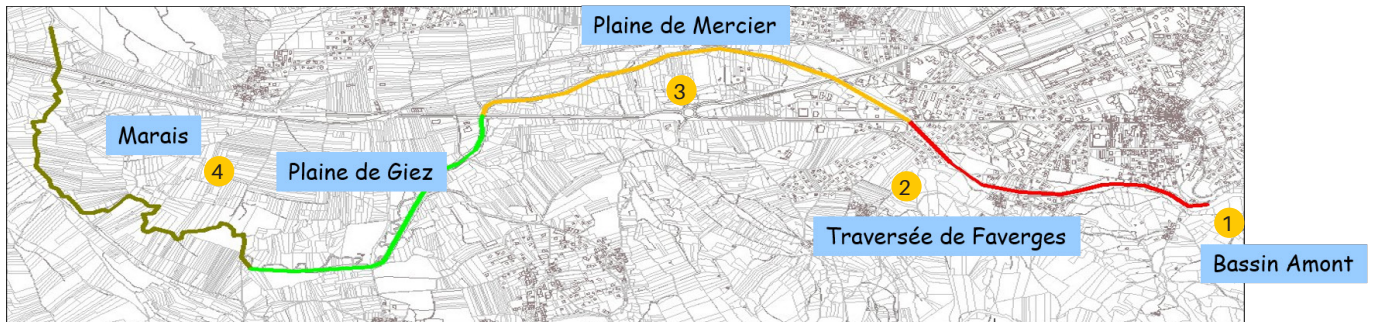 Plaine de Mercier
3
Marais
4
Plaine de Giez
2
Traversée de Faverges
1
Bassin Amont